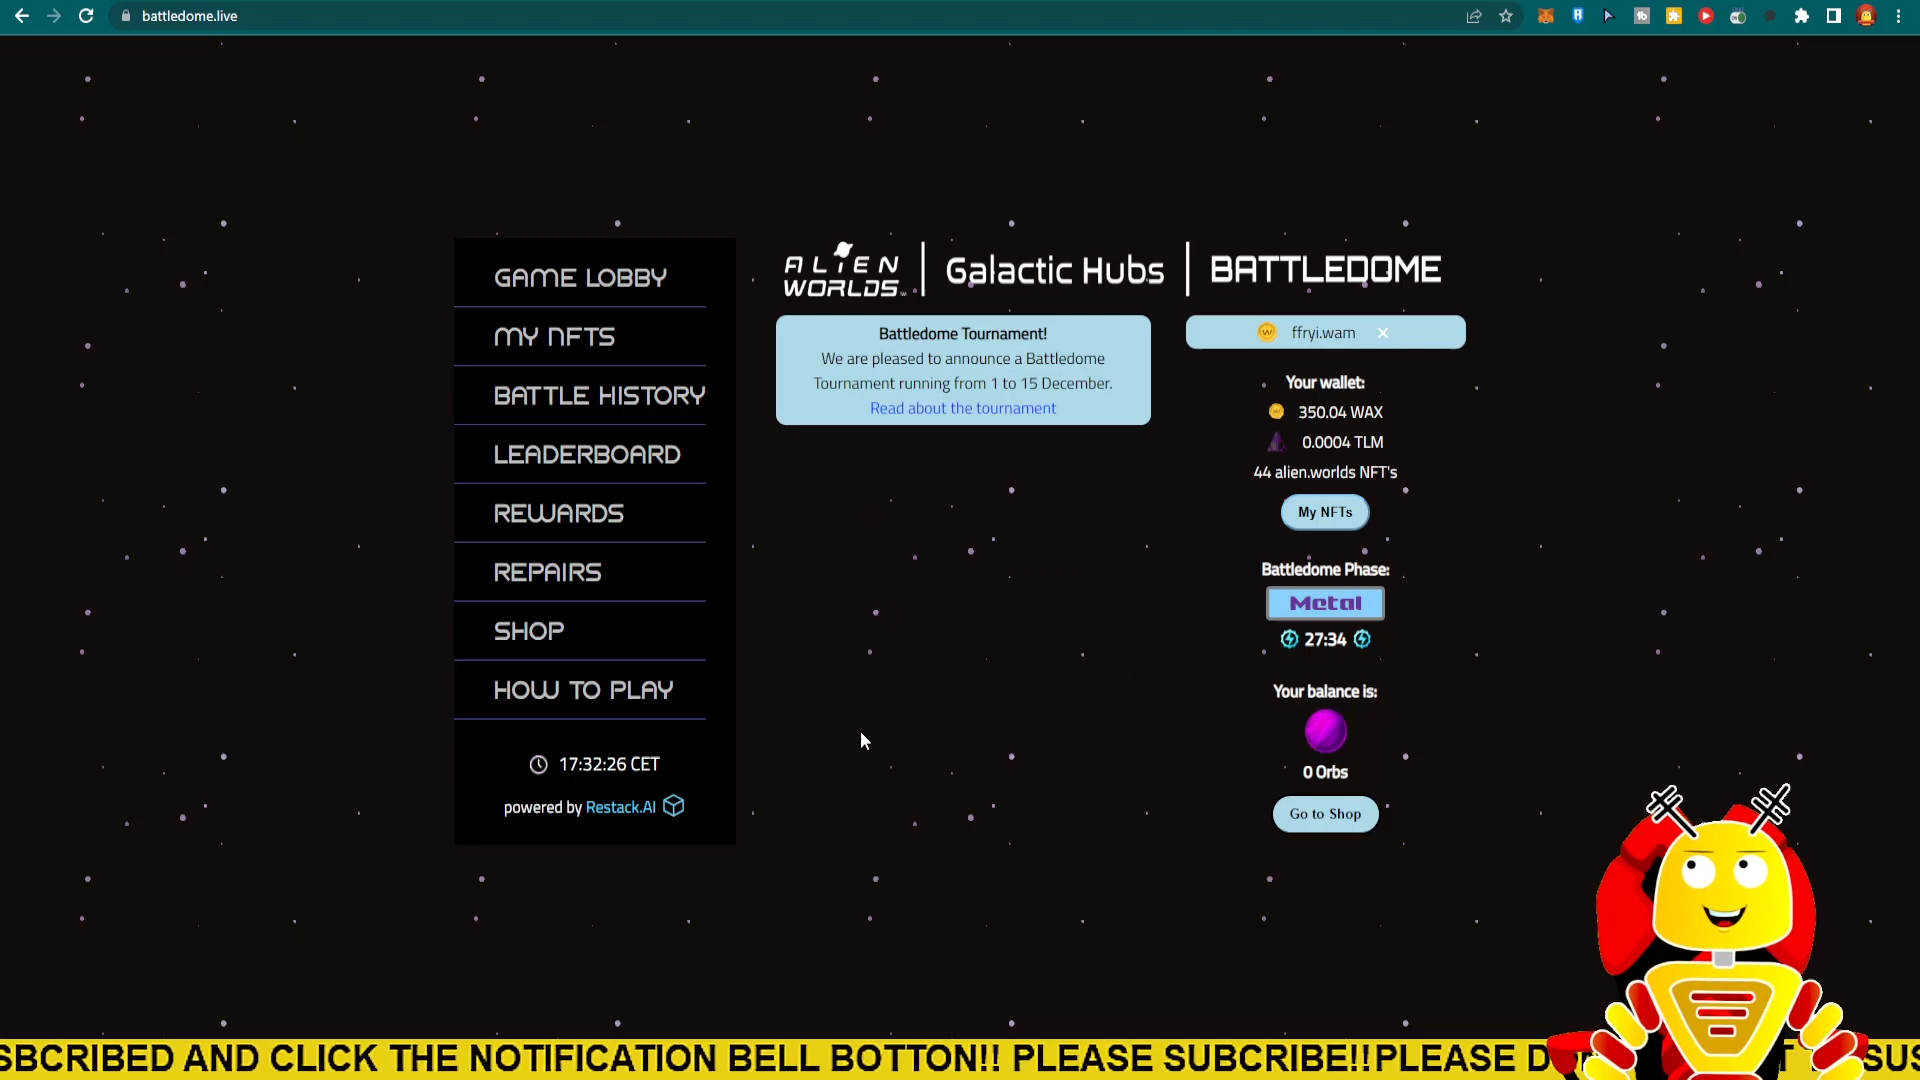 battledome.live
GAME LOBBY
MY NFTS
BATTLE HISTORY
LEADERBOARD
REWARDS
REPAIRS
SHOP
HOW TO PLAY
17:32:26 CET
powered by Restack.AI
ALIEN
WORLDS
Galactic Hubs
BATTLEDOME
Battledome Tournament!
We are pleased to announce a Battledome
Tournament running from 1 to 15 December.
Read about the tournament
ffryi.wam
Your wallet:
350.04 WAX
0.0004 TLM
44 alien.worlds NFT's
My NFTs
Battledome Phase:
Metal
27:34
Your balance is:
0 Orbs
Go to Shop
SBCRIBED AND CLICK THE NOTIFICATION BELL BOTTON!! PLEASE SUBCRIBE!!PLEASE